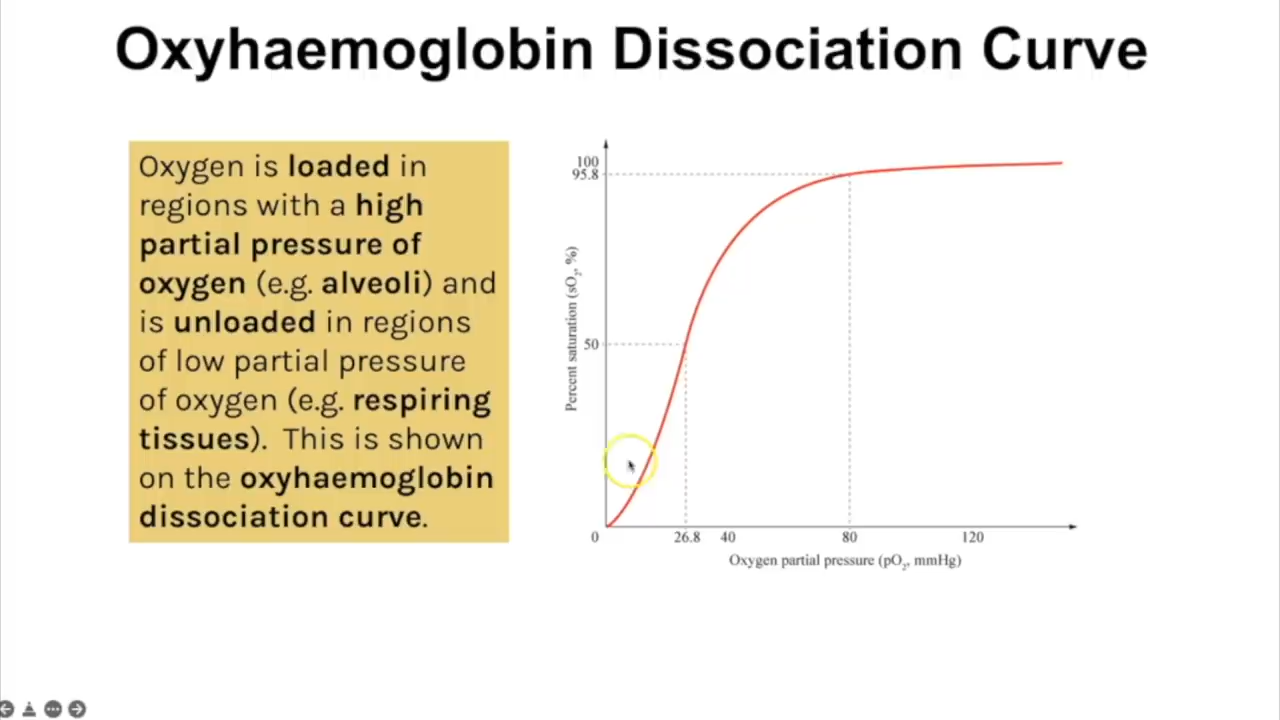 Oxyhaemoglobin Dissociation Curve
Oxygen is loaded in
regions with a high
partial pressure of
oxygen (e.g. alveoli) and
is unloaded in regions
of low partial pressure
of oxygen (e.g. respiring
tissues).  This is shown
on the oxyhaemoglobin
dissociation curve.
Percent saturation (sO₂, %)
100
95.8
50
0
26.8 40 80 120
Oxygen partial pressure (pO₂, mmHg)